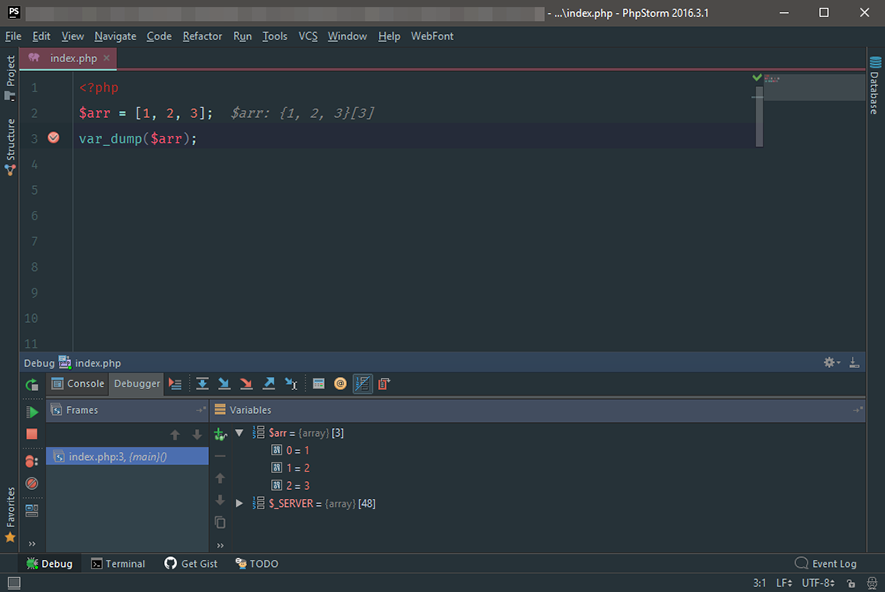 PS - ...\index.php - PhpStorm 2016.3.1
File Edit View Navigate Code Refactor Run Tools VCS Window Help WebFont
Project
Structure
Favorites
index.php ×
Database
1 <?php
2 $arr = [1, 2, 3]; $arr: {1, 2, 3}[3]
3 var_dump($arr);
4
5
6
7
8
9
10
11
Debug index.php
Console Debugger
Frames
Variables
index.php:3, {main}()
$arr = {array} [3]
0 = 1
1 = 2
2 = 3
$_SERVER = {array} [48]
Debug Terminal Get Gist TODO Event Log
3:1 LF UTF-8